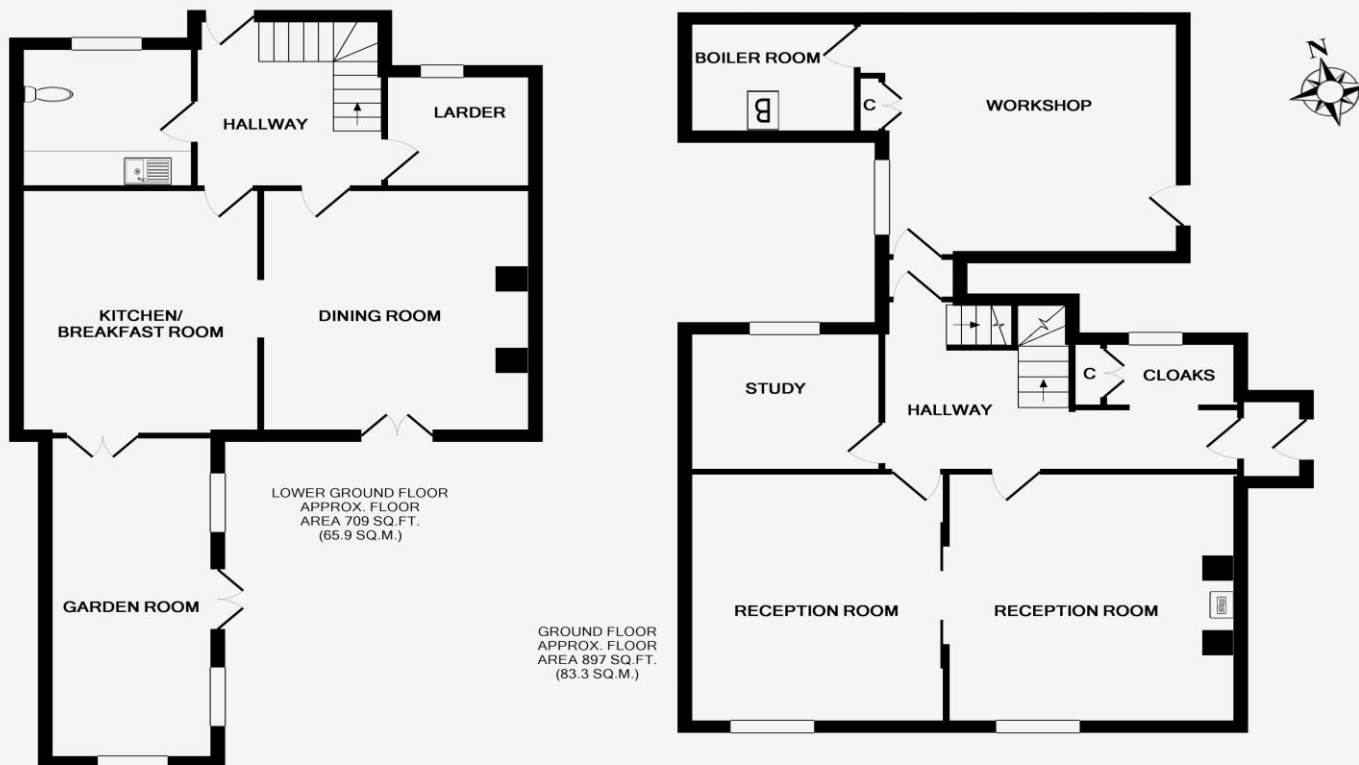 HALLWAY
LARDER
KITCHEN/
BREAKFAST ROOM
DINING ROOM
GARDEN ROOM
LOWER GROUND FLOOR
APPROX. FLOOR
AREA 709 SQ.FT.
(65.9 SQ.M.)
BOILER ROOM
B
C
WORKSHOP
N
STUDY
HALLWAY
C
CLOAKS
RECEPTION ROOM
RECEPTION ROOM
GROUND FLOOR
APPROX. FLOOR
AREA 897 SQ.FT.
(83.3 SQ.M.)